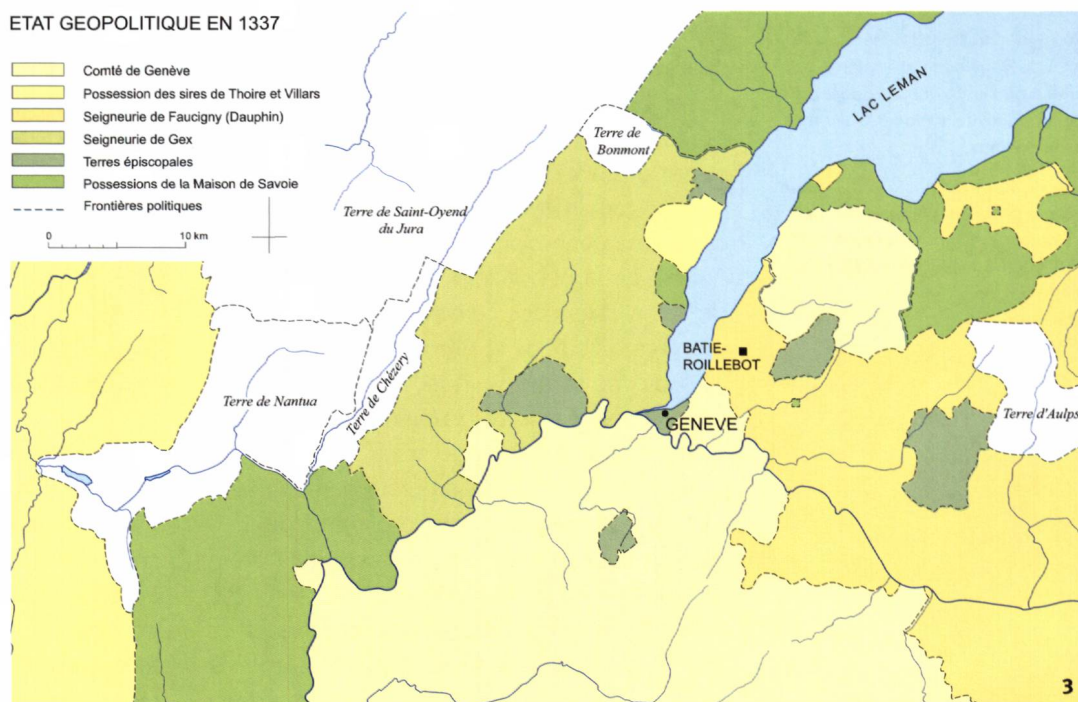 ETAT GEOPOLITIQUE EN 1337
Comté de Genève
Possession des sires de Thoire et Villars
Seigneurie de Faucigny (Dauphin)
Seigneurie de Gex
Terres épiscopales
Possessions de la Maison de Savoie
Frontières politiques
0 10 km
LAC LEMAN
Terre de
Bonmont
Terre de Saint-Oyend
du Jura
BATIE-
ROILLEBOT
Terre de Nantua
Terre de Chézery
GENEVE
Terre d'Aulps
3